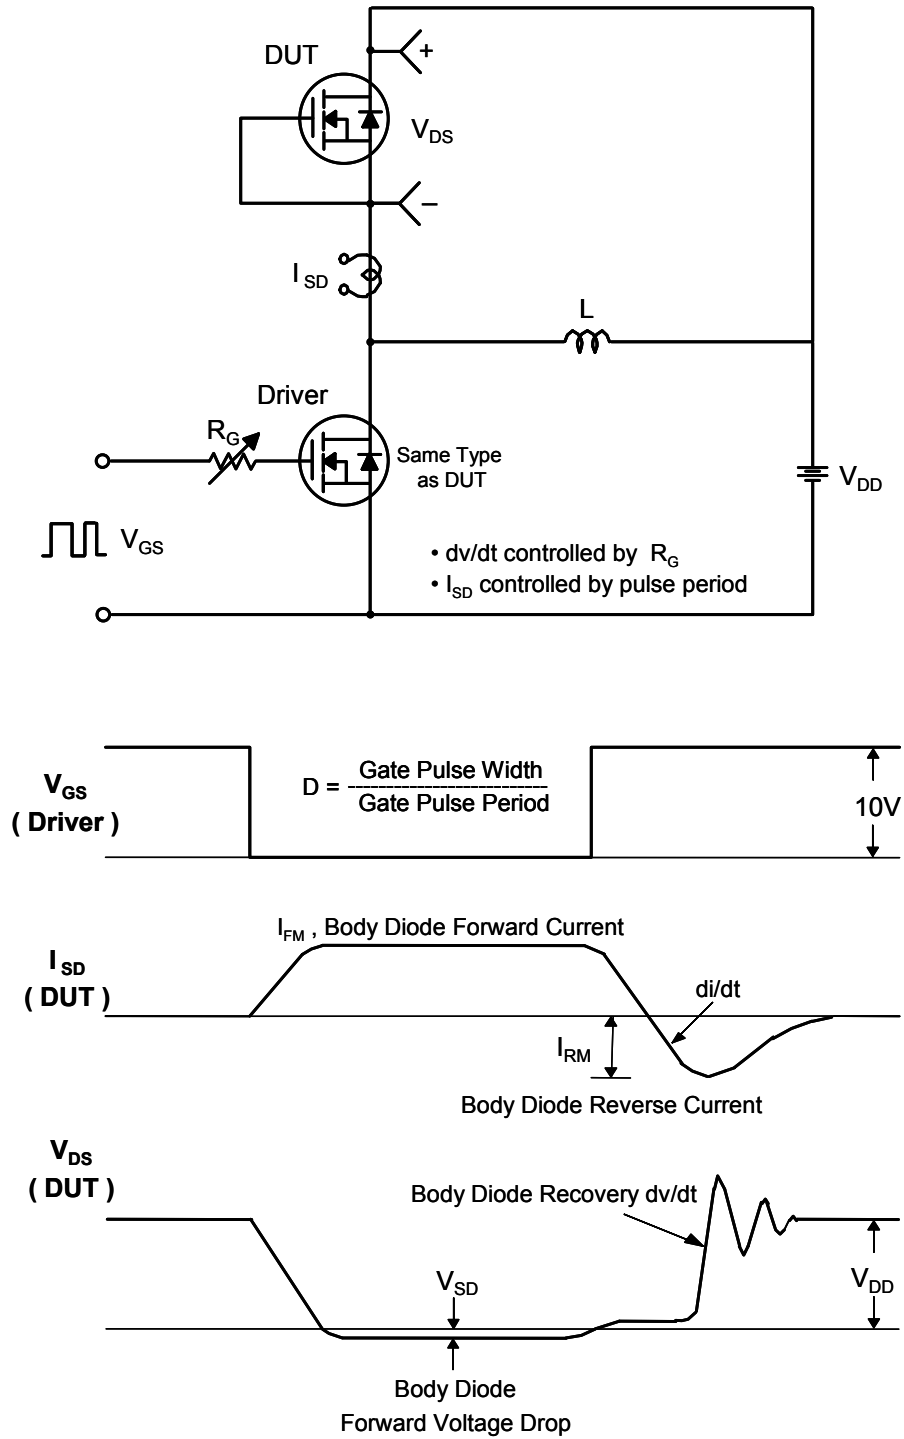 DUT
+
V_DS
–
I_SD
L
Driver
R_G
Same Type
as DUT
V_DD
V_GS
• dv/dt controlled by R_G
• I_SD controlled by pulse period
V_GS
( Driver )
D = Gate Pulse Width
Gate Pulse Period
10V
I_FM , Body Diode Forward Current
I_SD
( DUT )
di/dt
I_RM
Body Diode Reverse Current
V_DS
( DUT )
Body Diode Recovery dv/dt
V_SD
V_DD
Body Diode
Forward Voltage Drop